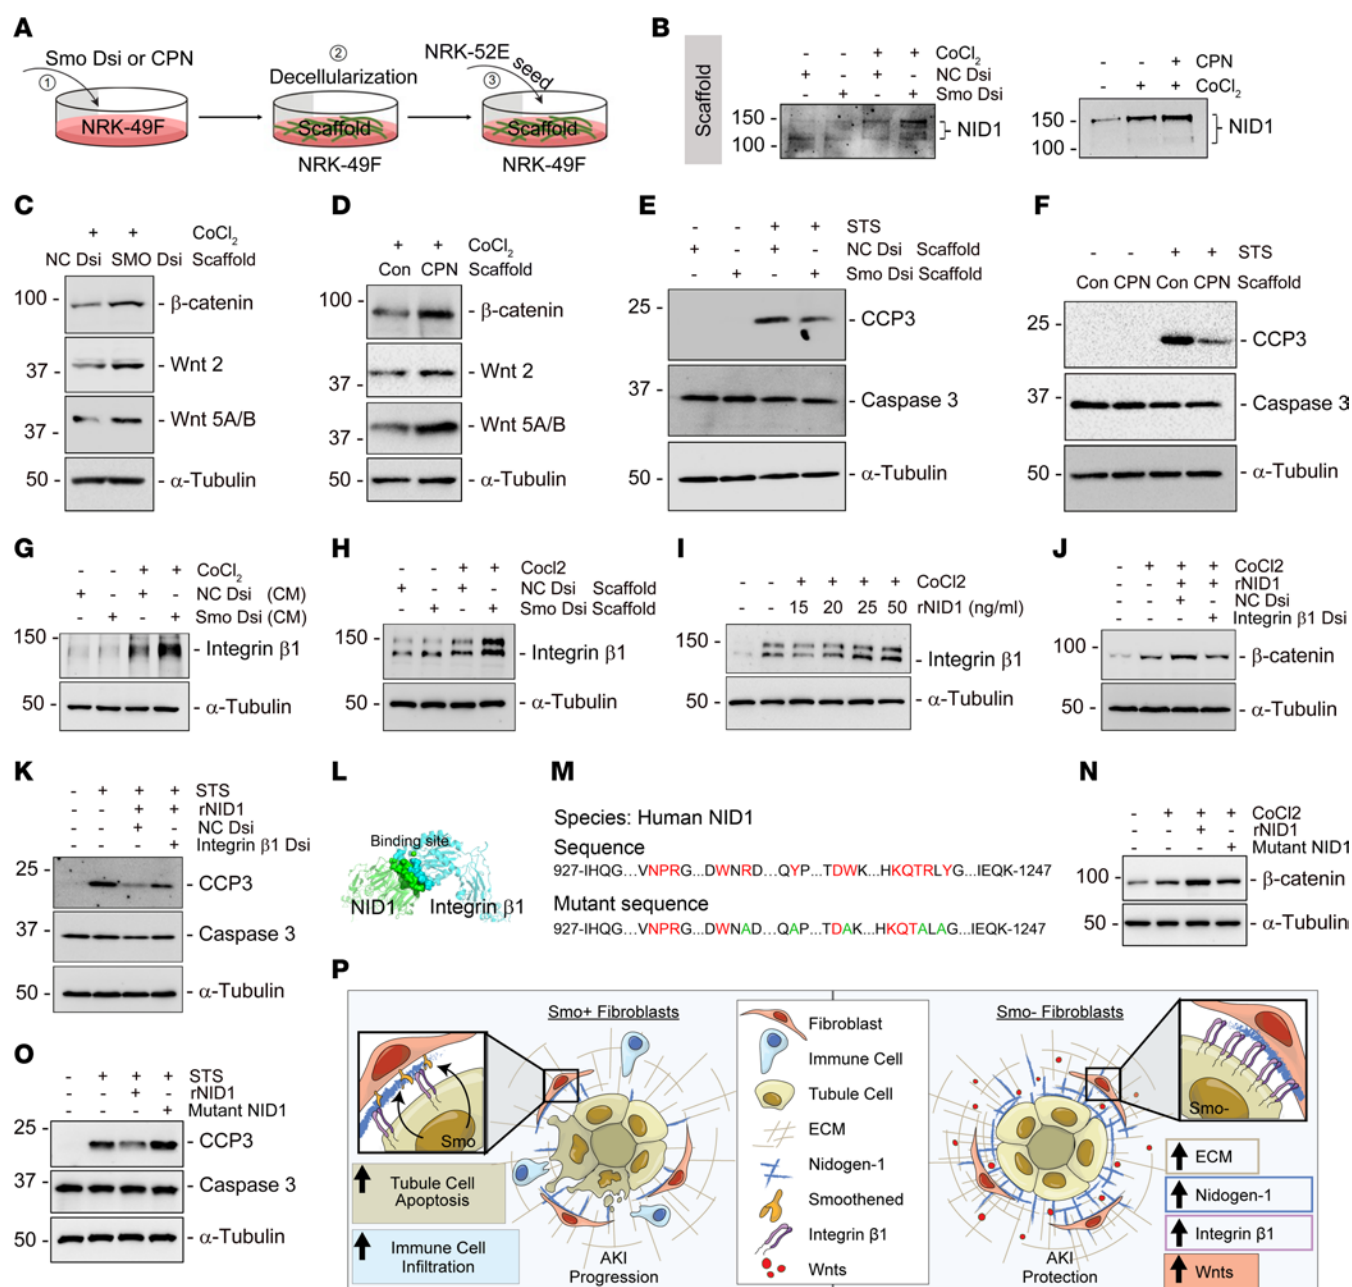 A
Smo Dsi or CPN
①
NRK-49F
②
Decellularization
Scaffold
NRK-49F
NRK-52E
seed
③
Scaffold
NRK-49F
B
Scaffold
- - + + CoCl2
+ - + - NC Dsi
- + - + Smo Dsi
150 -
100 -
NID1
- - + CPN
- + + CoCl2
150 -
100 -
NID1
C
+ + CoCl2
NC Dsi SMO Dsi Scaffold
100 -
- β-catenin
37 -
- Wnt 2
37 -
- Wnt 5A/B
50 -
- α-Tubulin
D
+ + CoCl2
Con CPN Scaffold
100 -
- β-catenin
37 -
- Wnt 2
37 -
- Wnt 5A/B
50 -
- α-Tubulin
E
- - + + STS
+ - + - NC Dsi Scaffold
- + - + Smo Dsi Scaffold
25 -
- CCP3
37 -
- Caspase 3
50 -
- α-Tubulin
F
- - + + STS
Con CPN Con CPN Scaffold
25 -
- CCP3
37 -
- Caspase 3
50 -
- α-Tubulin
G
- - + + CoCl2
+ - + - NC Dsi (CM)
- + - + Smo Dsi (CM)
150 -
- Integrin β1
50 -
- α-Tubulin
H
- - + + Cocl2
+ - + - NC Dsi Scaffold
- + - + Smo Dsi Scaffold
150 -
- Integrin β1
50 -
- α-Tubulin
I
- - + + + + CoCl2
- - 15 20 25 50 rNID1 (ng/ml)
150 -
- Integrin β1
50 -
- α-Tubulin
J
- + + + CoCl2
- - + + rNID1
- - + - NC Dsi
- - - + Integrin β1 Dsi
100 -
- β-catenin
50 -
- α-Tubulin
K
- + + + STS
- - + + rNID1
- - + - NC Dsi
- - - + Integrin β1 Dsi
25 -
- CCP3
37 -
- Caspase 3
50 -
- α-Tubulin
L
Binding site
NID1
Integrin β1
M
Species: Human NID1
Sequence
927-IHQG...VNPRG...DWNRD...QYP...TDWK...HKQTRLYG...IEQK-1247
Mutant sequence
927-IHQG...VNPRG...DWNAD...QAP...TDAK...HKQTALAG...IEQK-1247
N
- + + + CoCl2
- - + - rNID1
- - - + Mutant NID1
100 -
- β-catenin
50 -
- α-Tubulin
O
- + + + STS
- - + - rNID1
- - - + Mutant NID1
25 -
- CCP3
37 -
- Caspase 3
50 -
- α-Tubulin
P
Smo+ Fibroblasts
Smo
Tubule Cell
Apoptosis
Immune Cell
Infiltration
AKI
Progression
Fibroblast
Immune Cell
Tubule Cell
ECM
Nidogen-1
Smoothened
Integrin β1
Wnts
Smo- Fibroblasts
Smo-
AKI
Protection
ECM
Nidogen-1
Integrin β1
Wnts